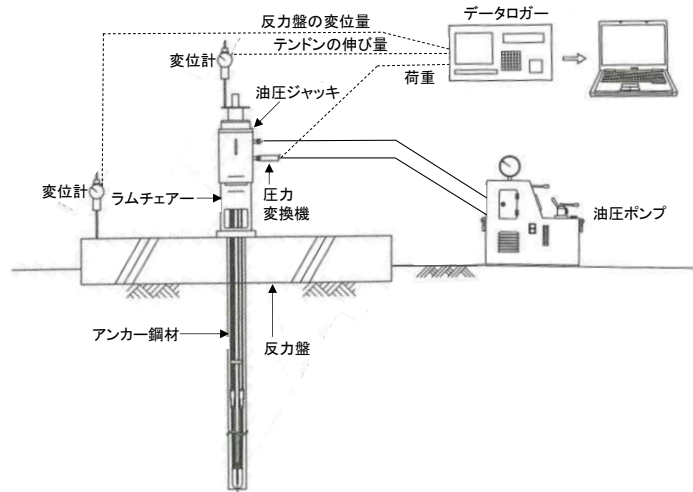 反力盤の変位量
データロガー
テンドンの伸び量
変位計
荷重
油圧ジャッキ
変位計
ラムチェアー
圧力
変換機
油圧ポンプ
アンカー鋼材
反力盤